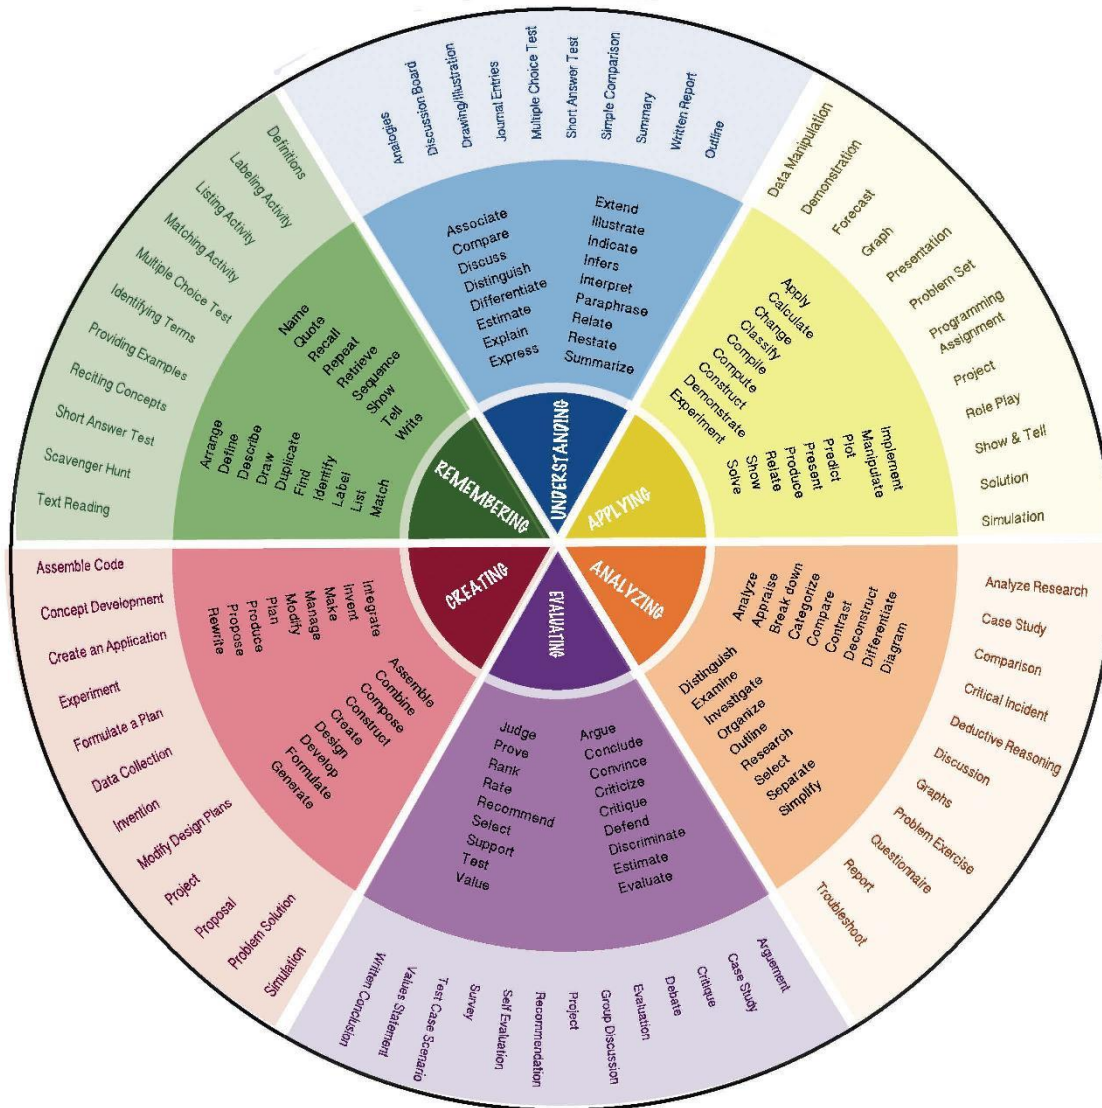 REMEMBERING
Name
Quote
Recall
Repeat
Retrieve
Sequence
Show
Tell
Write
Arrange
Define
Describe
Draw
Duplicate
Find
Identify
Label
List
Match
Definitions
Labeling Activity
Listing Activity
Matching Activity
Multiple Choice Test
Identifying Terms
Providing Examples
Reciting Concepts
Short Answer Test
Scavenger Hunt
Text Reading
UNDERSTANDING
Associate
Compare
Discuss
Distinguish
Differentiate
Estimate
Explain
Express
Extend
Illustrate
Indicate
Infers
Interpret
Paraphrase
Relate
Restate
Summarize
Analogies
Discussion Board
Drawing/Illustration
Journal Entries
Multiple Choice Test
Short Answer Test
Simple Comparison
Summary
Written Report
Outline
APPLYING
Apply
Calculate
Change
Classify
Compile
Compute
Construct
Demonstrate
Experiment
Implement
Manipulate
Plot
Predict
Present
Produce
Relate
Show
Solve
Data Manipulation
Demonstration
Forecast
Graph
Presentation
Problem Set
Programming
Assignment
Project
Role Play
Show & Tell
Solution
Simulation
ANALYZING
Analyze
Appraise
Break down
Categorize
Compare
Contrast
Deconstruct
Differentiate
Diagram
Distinguish
Examine
Investigate
Organize
Outline
Research
Select
Separate
Simplify
Analyze Research
Case Study
Comparison
Critical Incident
Deductive Reasoning
Discussion
Graphs
Problem Exercise
Questionnaire
Report
Troubleshoot
EVALUATING
Judge
Prove
Rank
Rate
Recommend
Select
Support
Test
Value
Argue
Conclude
Convince
Criticize
Critique
Defend
Discriminate
Estimate
Evaluate
Written Conclusion
Values Statement
Test Case Scenario
Survey
Self Evaluation
Recommendation
Project
Group Discussion
Evaluation
Debate
Critique
Case Study
Arguement
CREATING
Integrate
Invent
Make
Manage
Modify
Plan
Produce
Propose
Rewrite
Assemble
Combine
Compose
Construct
Create
Design
Develop
Formulate
Generate
Assemble Code
Concept Development
Create an Application
Experiment
Formulate a Plan
Data Collection
Invention
Modify Design Plans
Project
Proposal
Problem Solution
Simulation